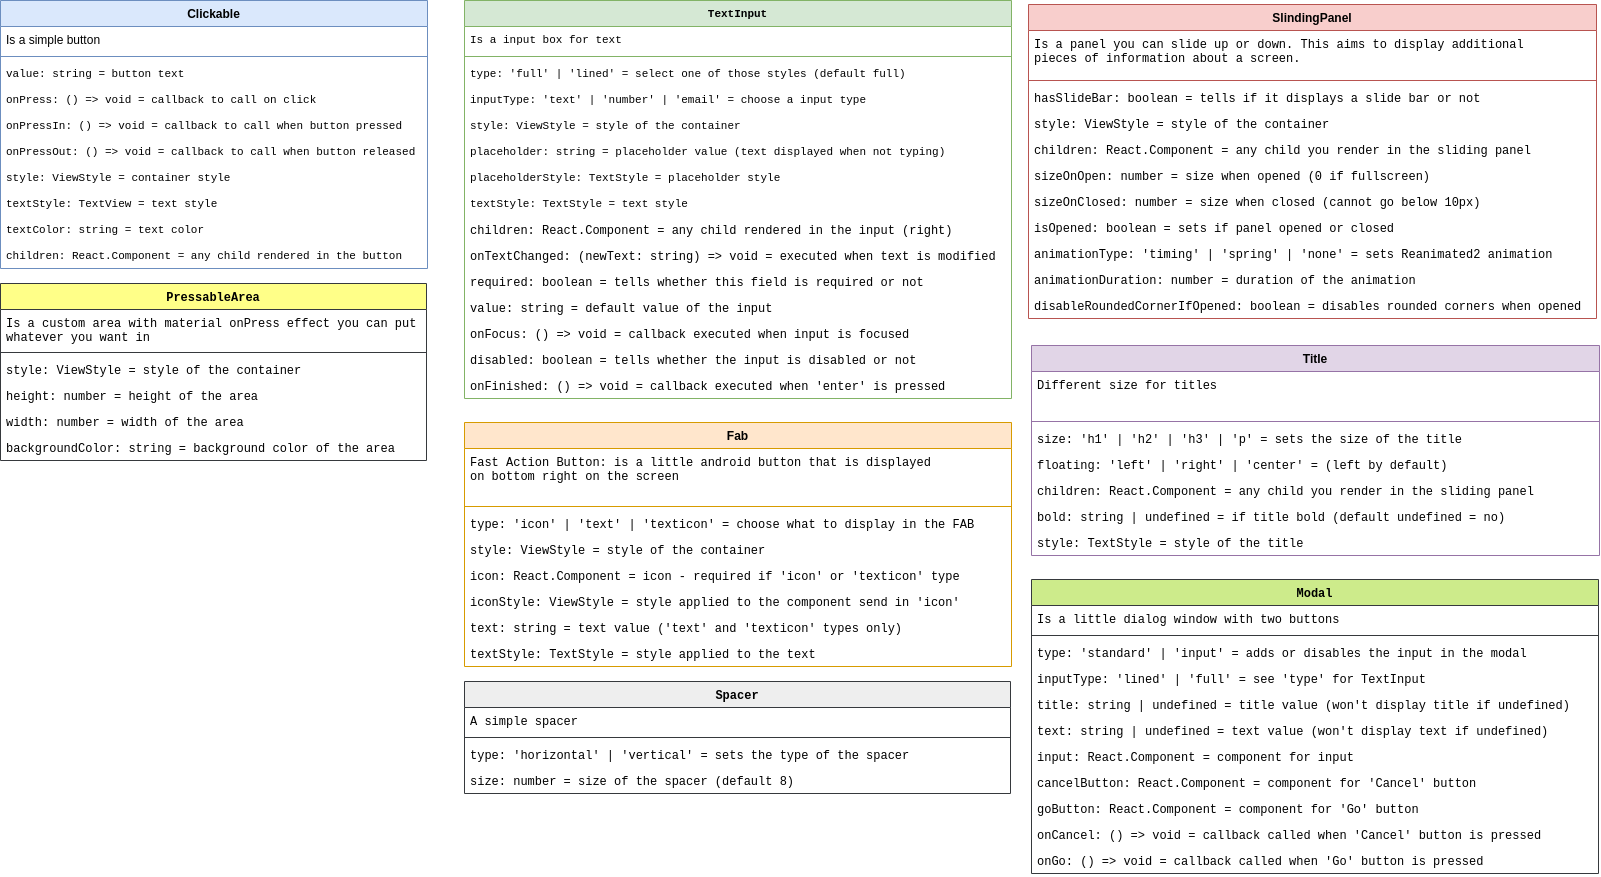 Clickable
Is a simple button
value: string = button text
onPress: () => void = callback to call on click
onPressIn: () => void = callback to call when button pressed
onPressOut: () => void = callback to call when button released
style: ViewStyle = container style
textStyle: TextView = text style
textColor: string = text color
children: React.Component = any child rendered in the button
PressableArea
Is a custom area with material onPress effect you can put
whatever you want in
style: ViewStyle = style of the container
height: number = height of the area
width: number = width of the area
backgroundColor: string = background color of the area
TextInput
Is a input box for text
type: 'full' | 'lined' = select one of those styles (default full)
inputType: 'text' | 'number' | 'email' = choose a input type
style: ViewStyle = style of the container
placeholder: string = placeholder value (text displayed when not typing)
placeholderStyle: TextStyle = placeholder style
textStyle: TextStyle = text style
children: React.Component = any child rendered in the input (right)
onTextChanged: (newText: string) => void = executed when text is modified
required: boolean = tells whether this field is required or not
value: string = default value of the input
onFocus: () => void = callback executed when input is focused
disabled: boolean = tells whether the input is disabled or not
onFinished: () => void = callback executed when 'enter' is pressed
Fab
Fast Action Button: is a little android button that is displayed
on bottom right on the screen
type: 'icon' | 'text' | 'texticon' = choose what to display in the FAB
style: ViewStyle = style of the container
icon: React.Component = icon - required if 'icon' or 'texticon' type
iconStyle: ViewStyle = style applied to the component send in 'icon'
text: string = text value ('text' and 'texticon' types only)
textStyle: TextStyle = style applied to the text
Spacer
A simple spacer
type: 'horizontal' | 'vertical' = sets the type of the spacer
size: number = size of the spacer (default 8)
SlindingPanel
Is a panel you can slide up or down. This aims to display additional
pieces of information about a screen.
hasSlideBar: boolean = tells if it displays a slide bar or not
style: ViewStyle = style of the container
children: React.Component = any child you render in the sliding panel
sizeOnOpen: number = size when opened (0 if fullscreen)
sizeOnClosed: number = size when closed (cannot go below 10px)
isOpened: boolean = sets if panel opened or closed
animationType: 'timing' | 'spring' | 'none' = sets Reanimated2 animation
animationDuration: number = duration of the animation
disableRoundedCornerIfOpened: boolean = disables rounded corners when opened
Title
Different size for titles
size: 'h1' | 'h2' | 'h3' | 'p' = sets the size of the title
floating: 'left' | 'right' | 'center' = (left by default)
children: React.Component = any child you render in the sliding panel
bold: string | undefined = if title bold (default undefined = no)
style: TextStyle = style of the title
Modal
Is a little dialog window with two buttons
type: 'standard' | 'input' = adds or disables the input in the modal
inputType: 'lined' | 'full' = see 'type' for TextInput
title: string | undefined = title value (won't display title if undefined)
text: string | undefined = text value (won't display text if undefined)
input: React.Component = component for input
cancelButton: React.Component = component for 'Cancel' button
goButton: React.Component = component for 'Go' button
onCancel: () => void = callback called when 'Cancel' button is pressed
onGo: () => void = callback called when 'Go' button is pressed